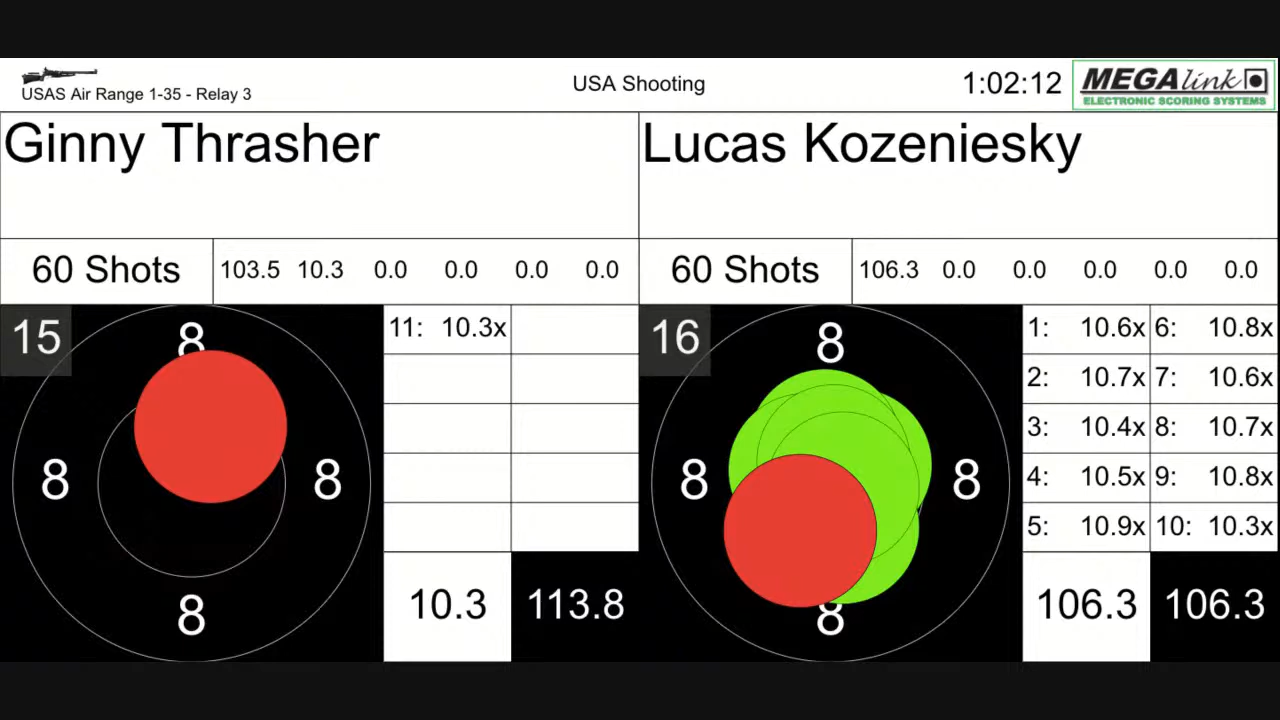 USAS Air Range 1-35 - Relay 3
USA Shooting
1:02:12
MEGAlink
ELECTRONIC SCORING SYSTEMS
Ginny Thrasher
60 Shots
103.5 10.3 0.0 0.0 0.0 0.0
15
8
8 8
8
11: 10.3x
10.3 113.8
Lucas Kozeniesky
60 Shots
106.3 0.0 0.0 0.0 0.0 0.0
16
8
8 8
8
1: 10.6x 6: 10.8x
2: 10.7x 7: 10.6x
3: 10.4x 8: 10.7x
4: 10.5x 9: 10.8x
5: 10.9x 10: 10.3x
106.3 106.3